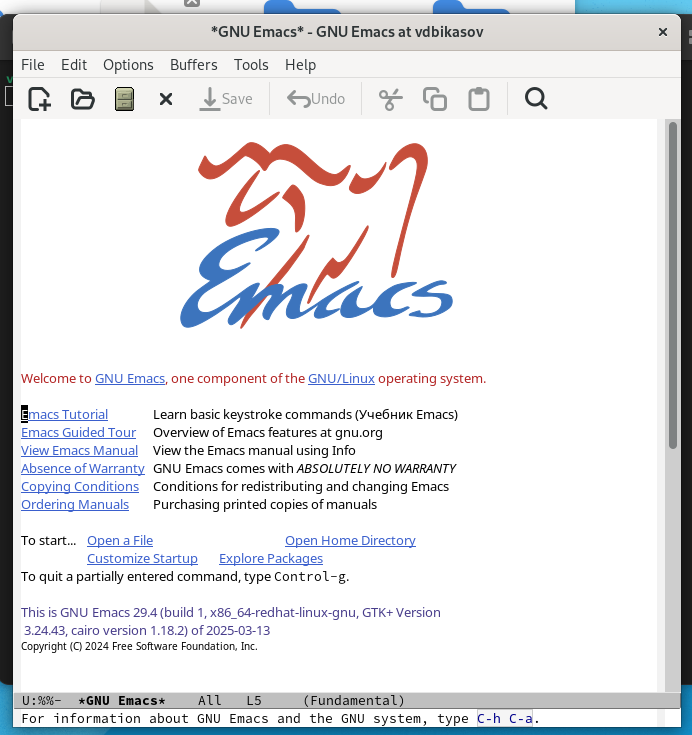 *GNU Emacs* - GNU Emacs at vdbikasov
File Edit Options Buffers Tools Help
Save Undo
Emacs
Welcome to GNU Emacs, one component of the GNU/Linux operating system.
Emacs Tutorial Learn basic keystroke commands (Учебник Emacs)
Emacs Guided Tour Overview of Emacs features at gnu.org
View Emacs Manual View the Emacs manual using Info
Absence of Warranty GNU Emacs comes with ABSOLUTELY NO WARRANTY
Copying Conditions Conditions for redistributing and changing Emacs
Ordering Manuals Purchasing printed copies of manuals
To start... Open a File Open Home Directory
Customize Startup Explore Packages
To quit a partially entered command, type Control-g.
This is GNU Emacs 29.4 (build 1, x86_64-redhat-linux-gnu, GTK+ Version
3.24.43, cairo version 1.18.2) of 2025-03-13
Copyright (C) 2024 Free Software Foundation, Inc.
U:%%- *GNU Emacs* All L5 (Fundamental)
For information about GNU Emacs and the GNU system, type C-h C-a.